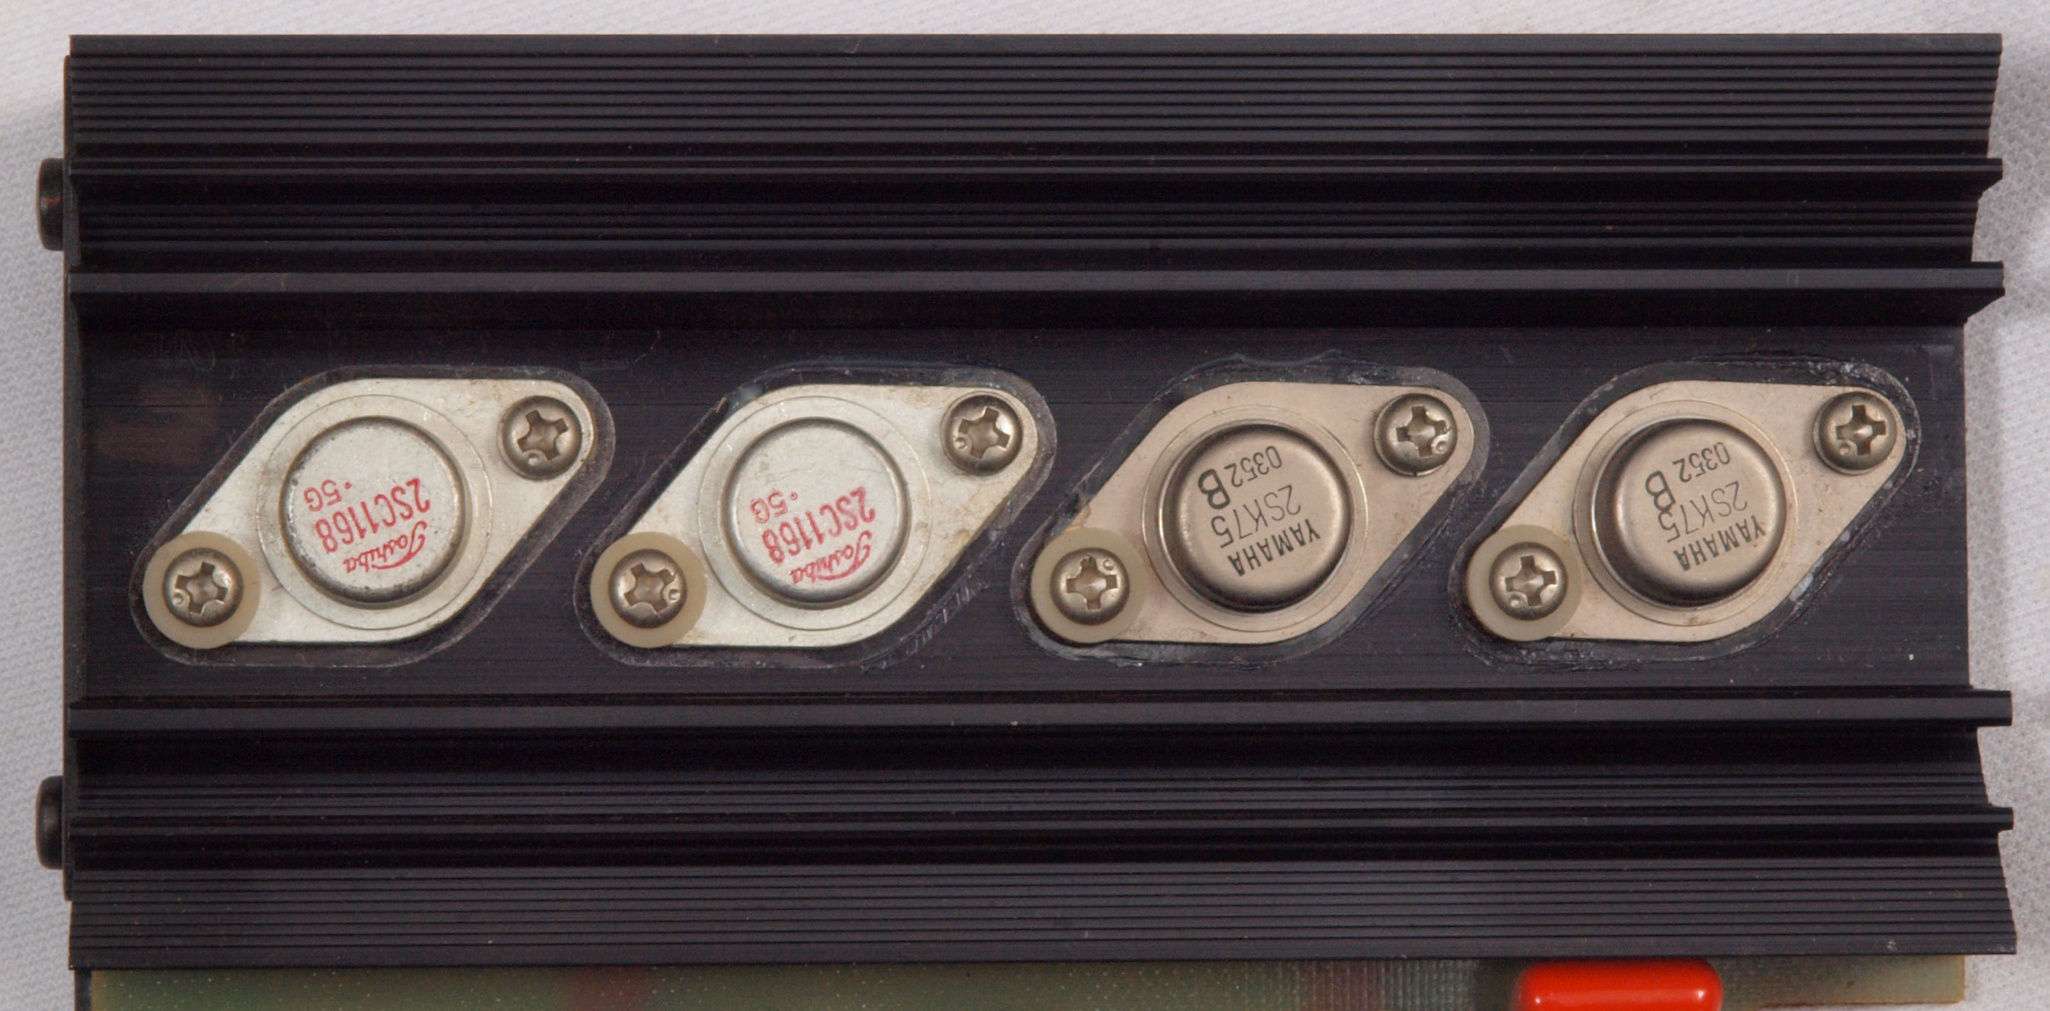 Toshiba
2SC1168
·5G
Toshiba
2SC1168
·5G
YAMAHA
2SK75
B
0352
YAMAHA
2SK75
B
0352